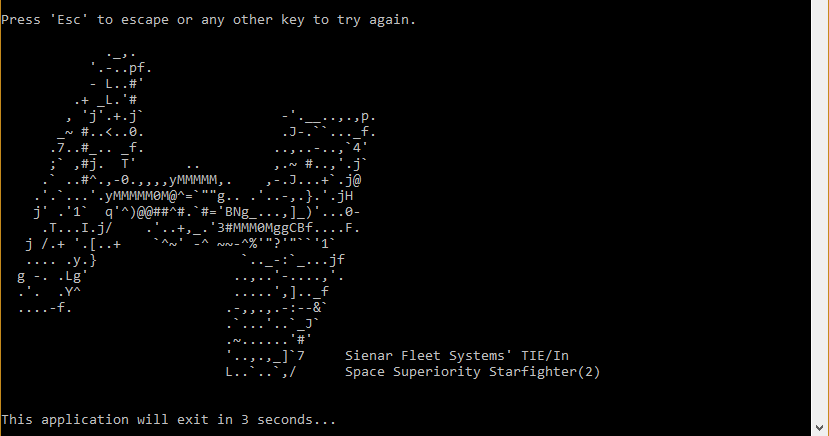 Press 'Esc' to escape or any other key to try again.
Sienar Fleet Systems' TIE/In
Space Superiority Starfighter(2)
This application will exit in 3 seconds...